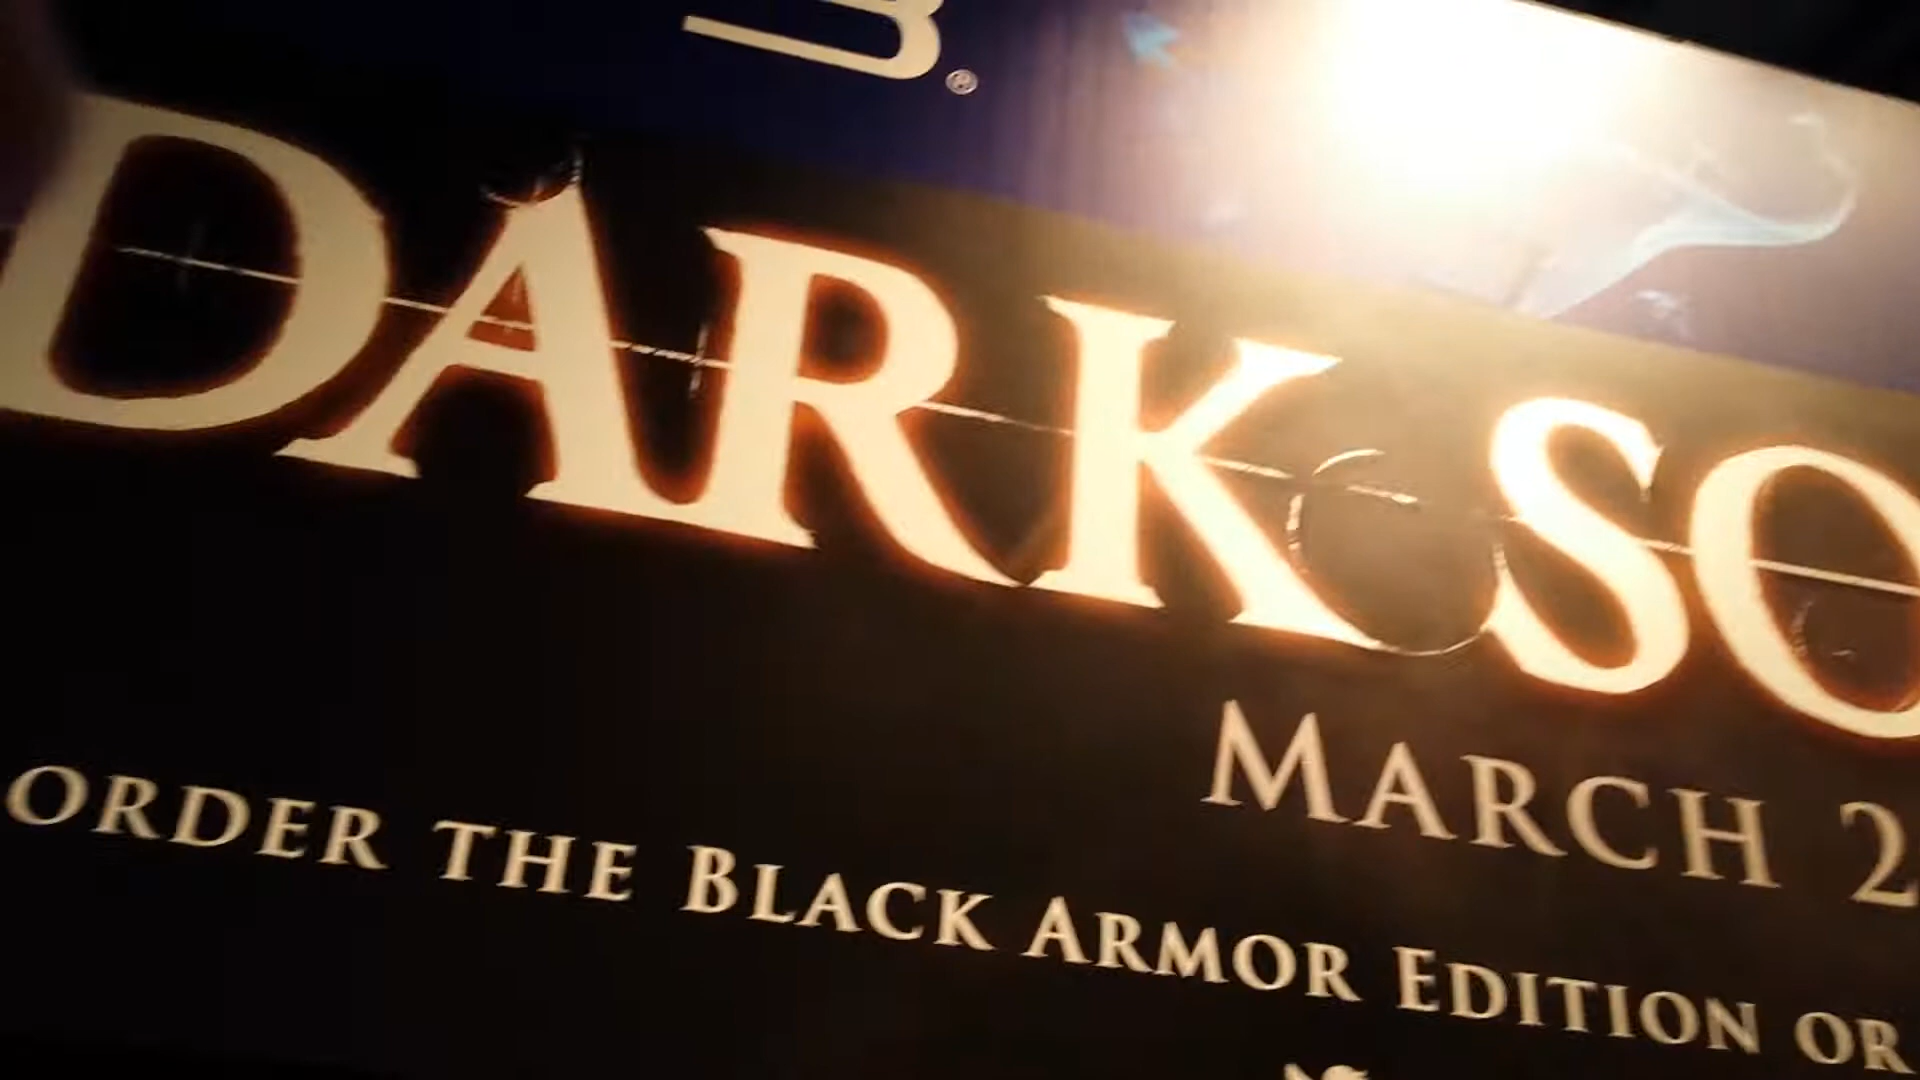 ®
DARK SO
MARCH 2
ORDER THE BLACK ARMOR EDITION OR